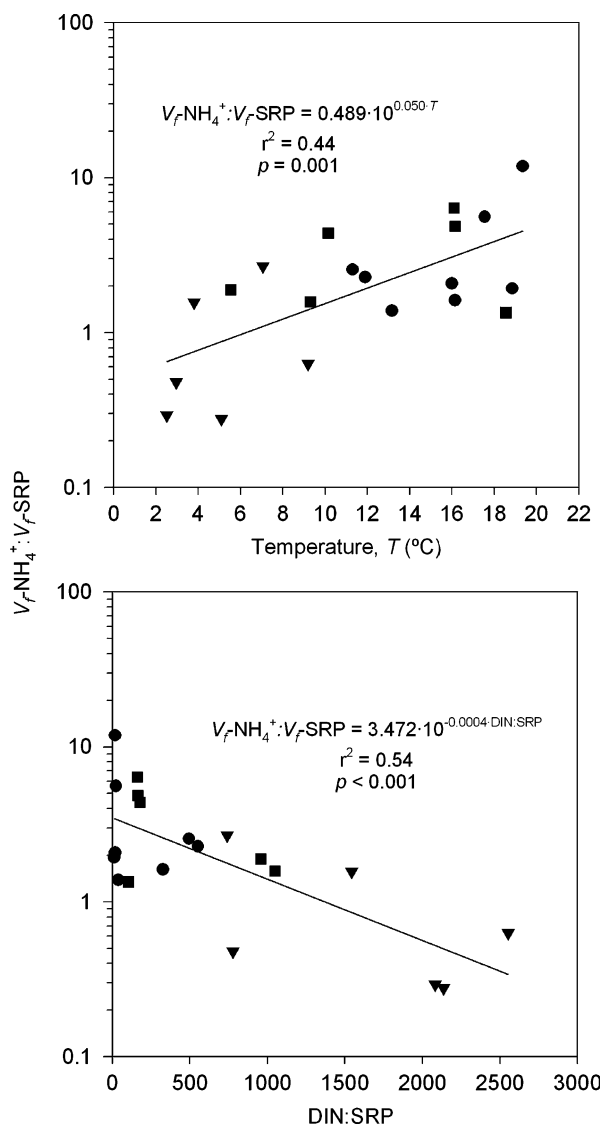 100
V_f-NH₄⁺:V_f-SRP = 0.489·10^0.050·T
r² = 0.44
p = 0.001
10
1
0.1
0 2 4 6 8 10 12 14 16 18 20 22
Temperature, T (ºC)
V_f-NH₄⁺:V_f-SRP
100
V_f-NH₄⁺:V_f-SRP = 3.472·10^-0.0004·DIN:SRP
r² = 0.54
p < 0.001
10
1
0.1
0 500 1000 1500 2000 2500 3000
DIN:SRP